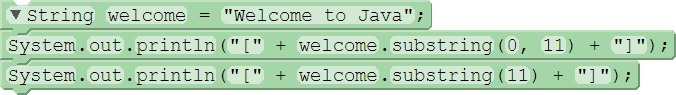 String welcome = "Welcome to Java";
System.out.println("[" + welcome.substring(0, 11) + "]");
System.out.println("[" + welcome.substring(11) + "]");